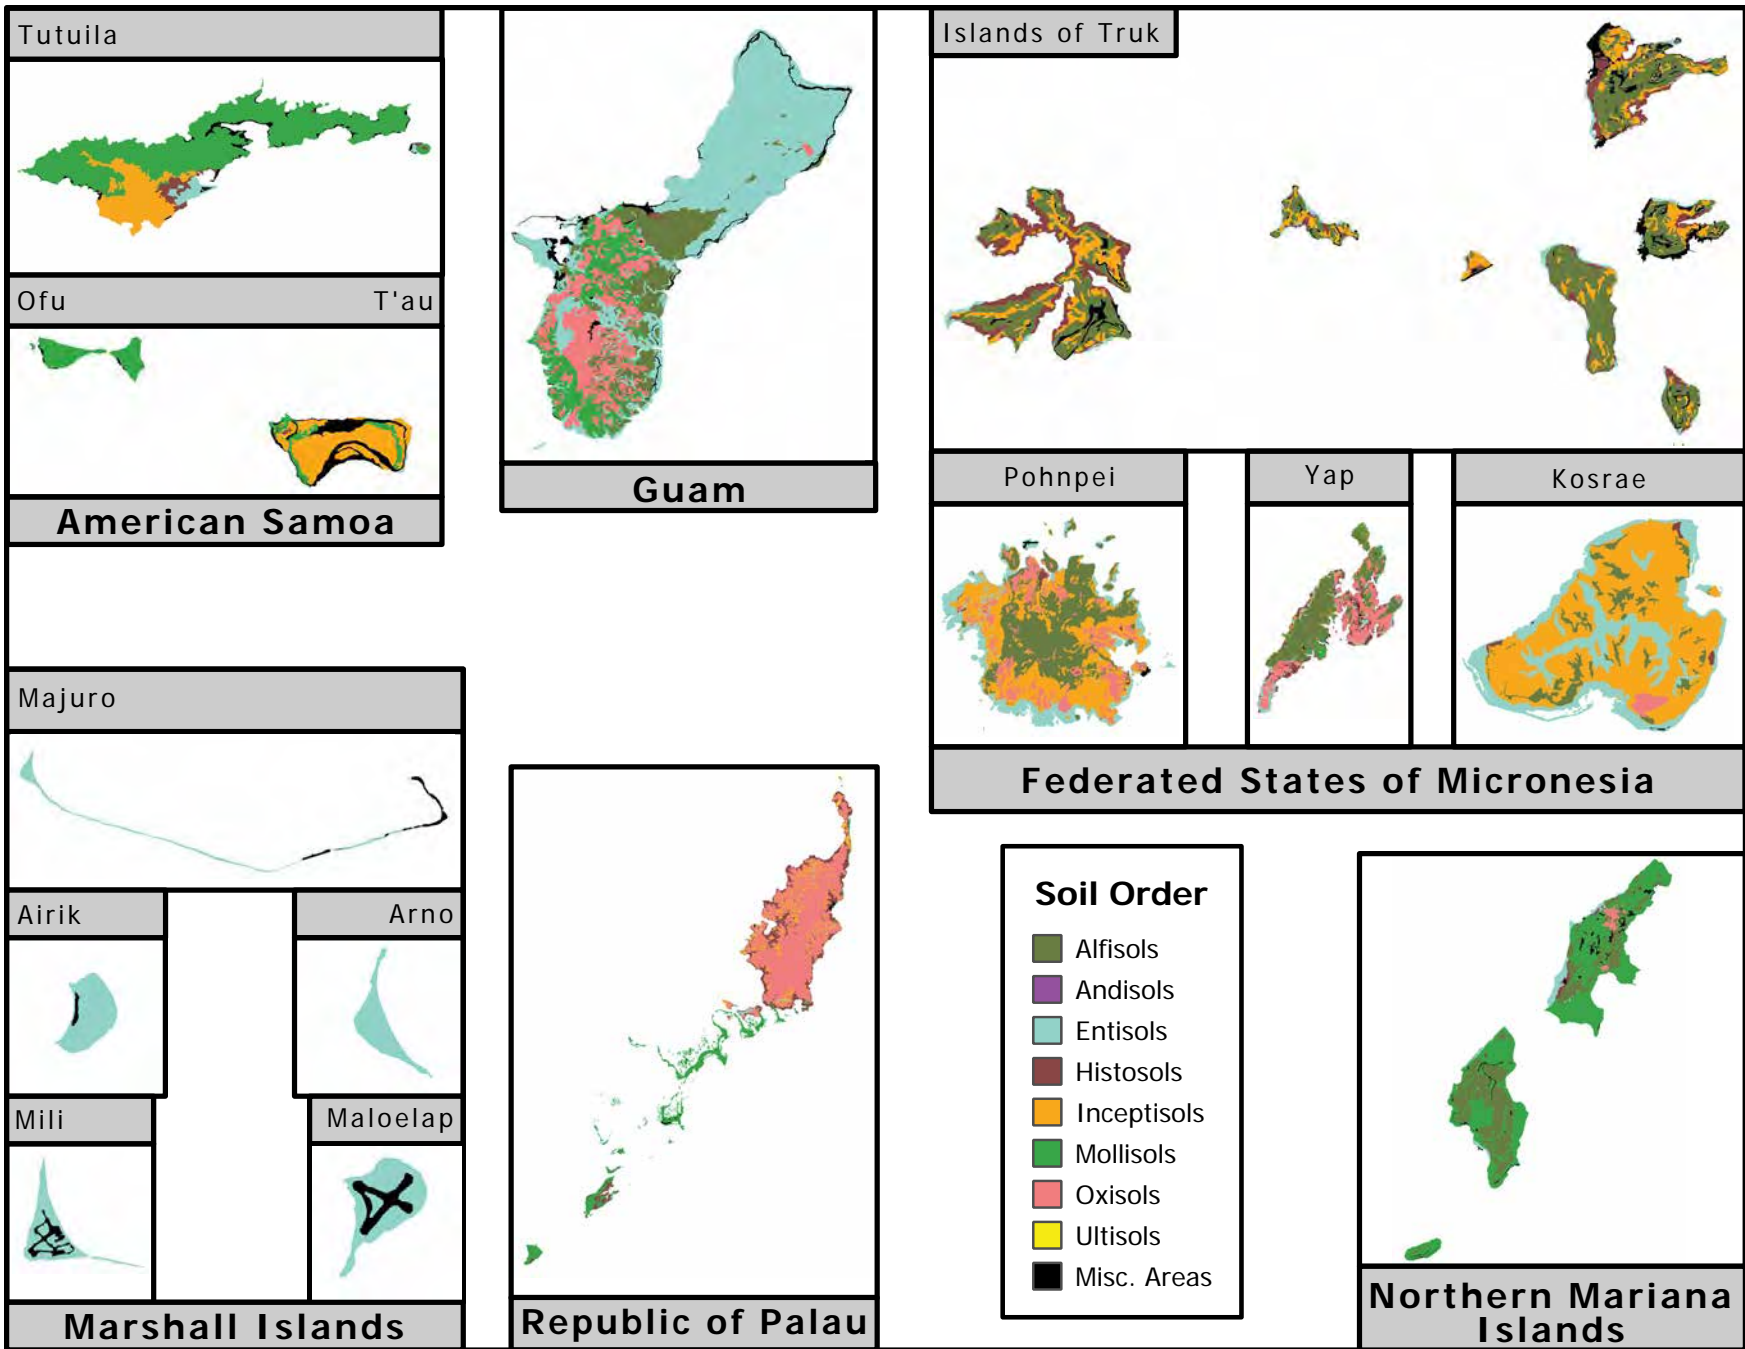 Tutuila
Ofu
T'au
American Samoa
Guam
Islands of Truk
Pohnpei
Yap
Kosrae
Federated States of Micronesia
Majuro
Airik
Arno
Mili
Maloelap
Marshall Islands
Republic of Palau
Soil Order
Alfisols
Andisols
Entisols
Histosols
Inceptisols
Mollisols
Oxisols
Ultisols
Misc. Areas
Northern Mariana
Islands